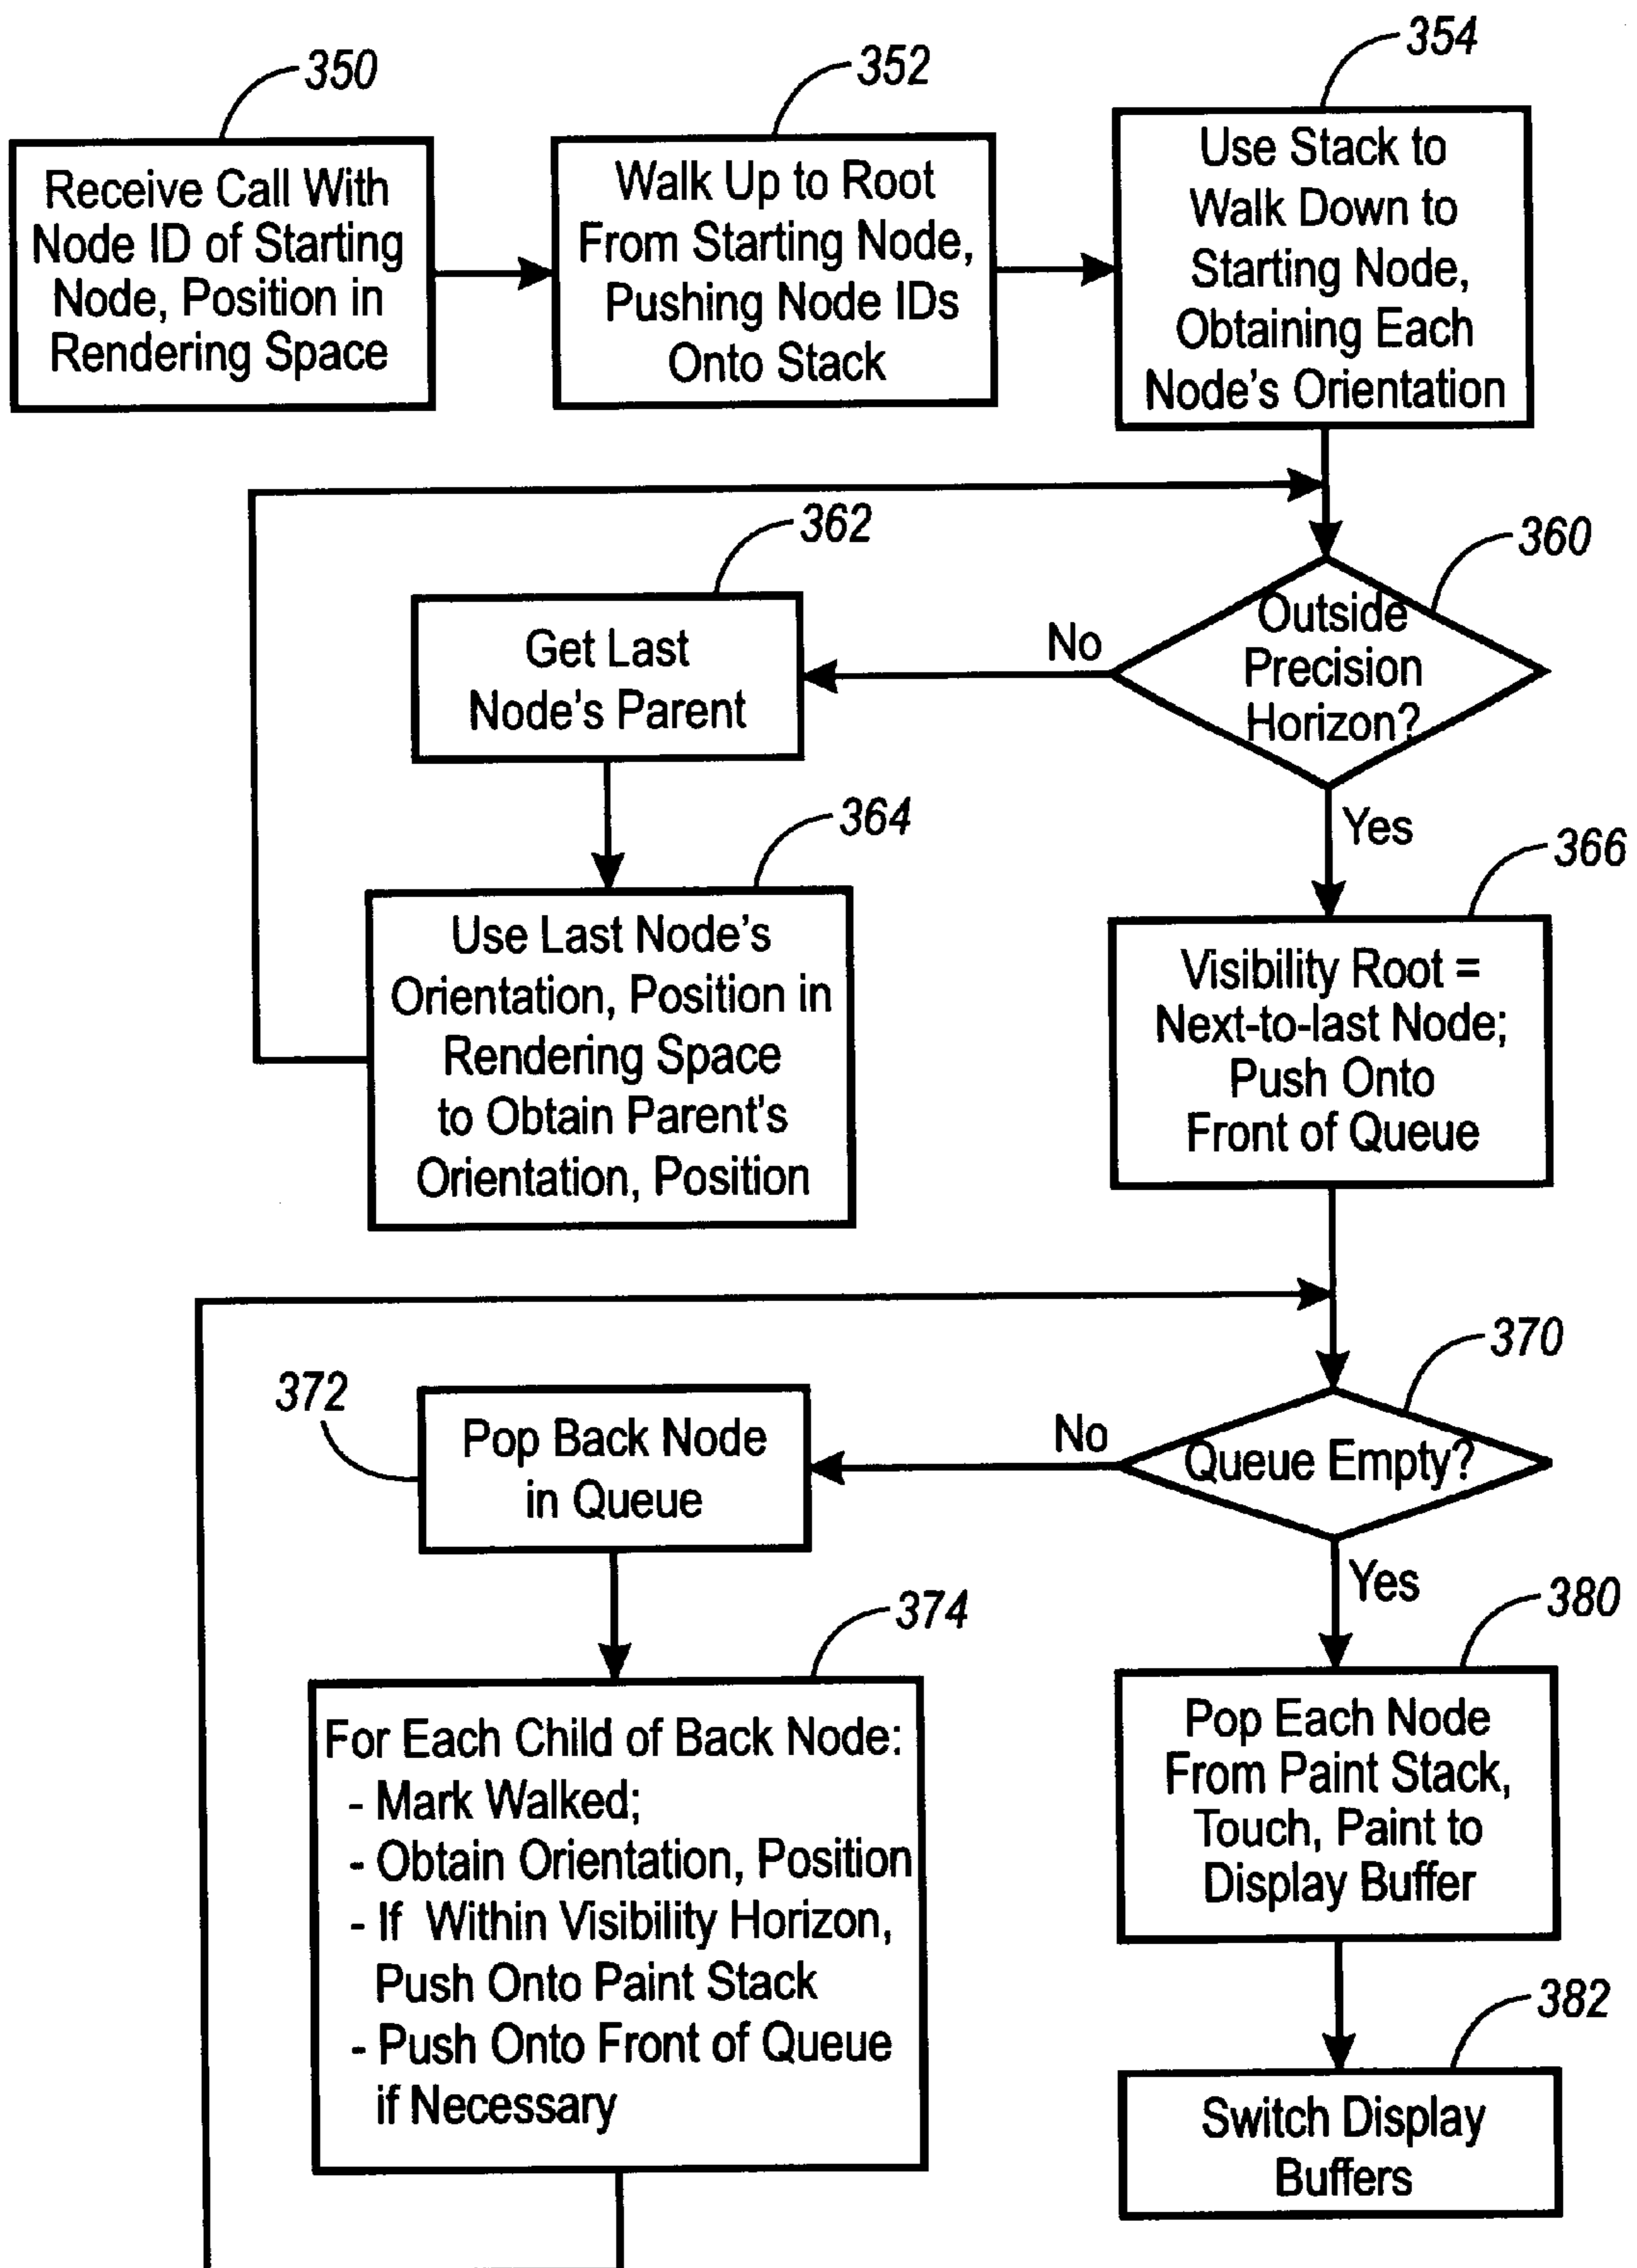 350
Receive Call With
Node ID of Starting
Node, Position in
Rendering Space
352
Walk Up to Root
From Starting Node,
Pushing Node IDs
Onto Stack
354
Use Stack to
Walk Down to
Starting Node,
Obtaining Each
Node's Orientation
360
Outside
Precision
Horizon?
No
362
Get Last
Node's Parent
364
Use Last Node's
Orientation, Position in
Rendering Space
to Obtain Parent's
Orientation, Position
Yes
366
Visibility Root =
Next-to-last Node;
Push Onto
Front of Queue
370
Queue Empty?
No
372
Pop Back Node
in Queue
374
For Each Child of Back Node:
- Mark Walked;
- Obtain Orientation, Position
- If Within Visibility Horizon,
Push Onto Paint Stack
- Push Onto Front of Queue
if Necessary
Yes
380
Pop Each Node
From Paint Stack,
Touch, Paint to
Display Buffer
382
Switch Display
Buffers